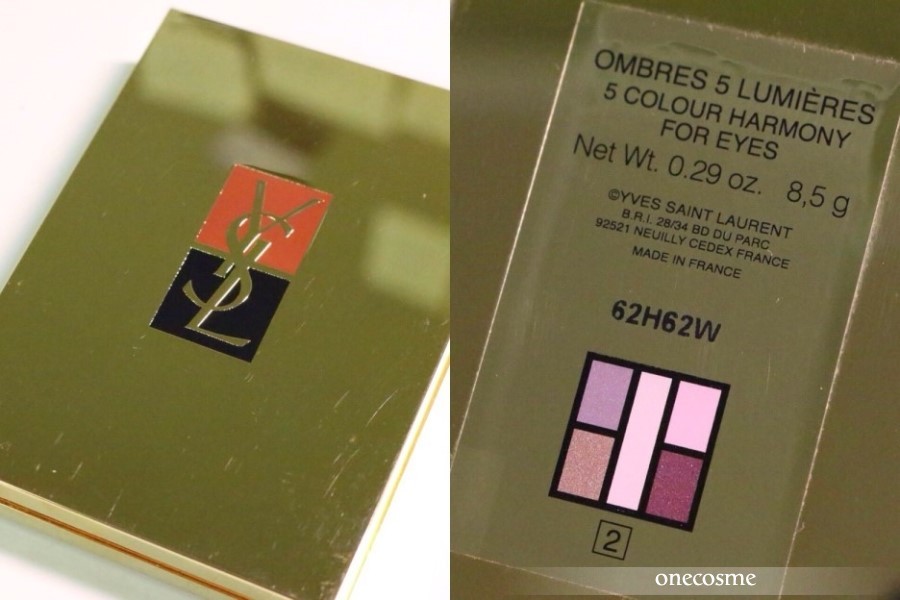 YSL
OMBRES 5 LUMIÈRES
5 COLOUR HARMONY
FOR EYES
Net Wt. 0.29 oz. 8,5 g
©YVES SAINT LAURENT
B.R.I. 28/34 BD DU PARC
92521 NEUILLY CEDEX FRANCE
MADE IN FRANCE
62H62W
2
onecosme